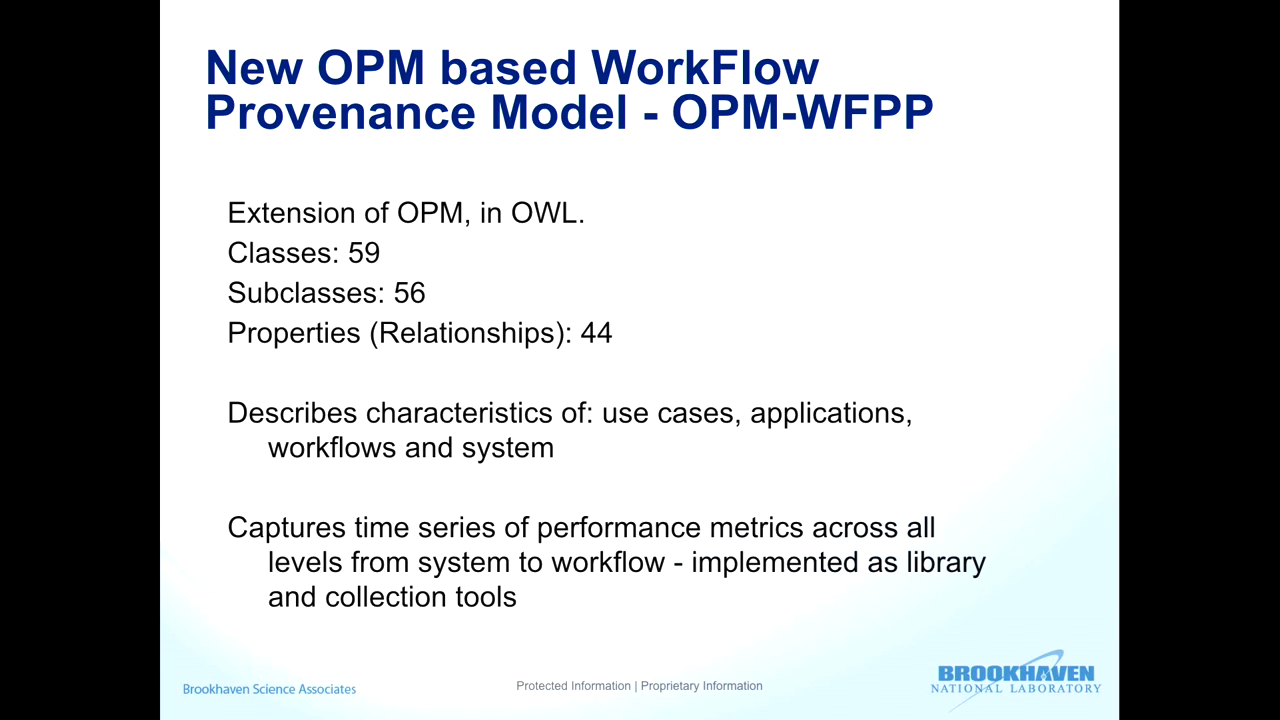 New OPM based WorkFlow
Provenance Model - OPM-WFPP
Extension of OPM, in OWL.
Classes: 59
Subclasses: 56
Properties (Relationships): 44
Describes characteristics of: use cases, applications,
workflows and system
Captures time series of performance metrics across all
levels from system to workflow - implemented as library
and collection tools
Brookhaven Science Associates
Protected Information | Proprietary Information
BROOKHAVEN
NATIONAL LABORATORY